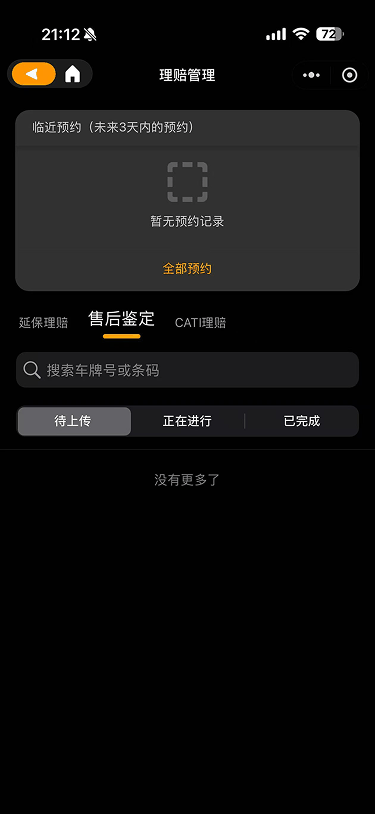 21:12
72
理赔管理
临近预约（未来3天内的预约）
暂无预约记录
全部预约
延保理赔 售后鉴定 CATI理赔
搜索车牌号或条码
待上传 正在进行 已完成
没有更多了